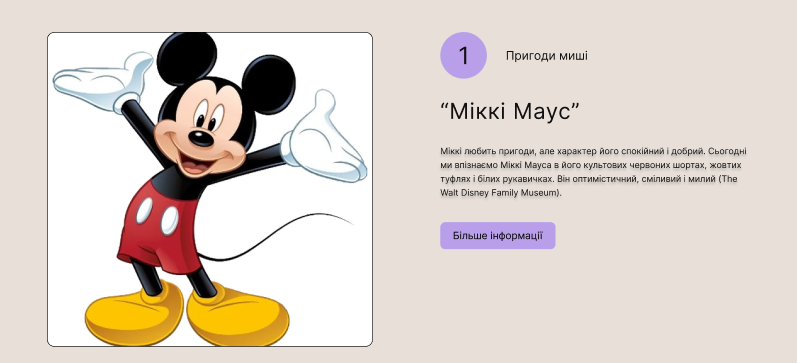 1
Пригоди миші
“Міккі Маус”
Міккі любить пригоди, але характер його спокійний і добрий. Сьогодні
ми впізнаємо Міккі Мауса в його культових червоних шортах, жовтих
туфлях і білих рукавичках. Він оптимістичний, сміливий і милий (The
Walt Disney Family Museum).
Більше інформації